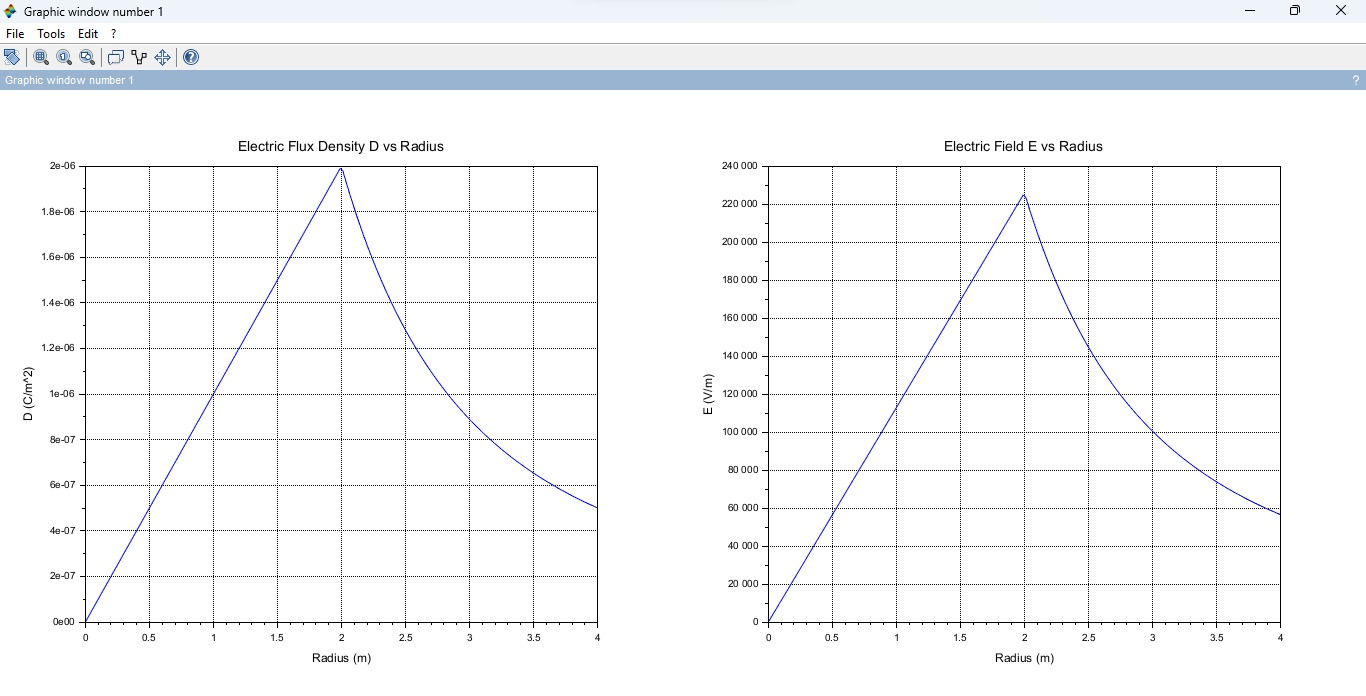 Graphic window number 1
File Tools Edit ?
Graphic window number 1 ?
Electric Flux Density D vs Radius
2e-06
1.8e-06
1.6e-06
1.4e-06
1.2e-06
1e-06
8e-07
6e-07
4e-07
2e-07
0e00
D (C/m^2)
0 0.5 1 1.5 2 2.5 3 3.5 4
Radius (m)
Electric Field E vs Radius
240 000
220 000
200 000
180 000
160 000
140 000
120 000
100 000
80 000
60 000
40 000
20 000
0
E (V/m)
0 0.5 1 1.5 2 2.5 3 3.5 4
Radius (m)